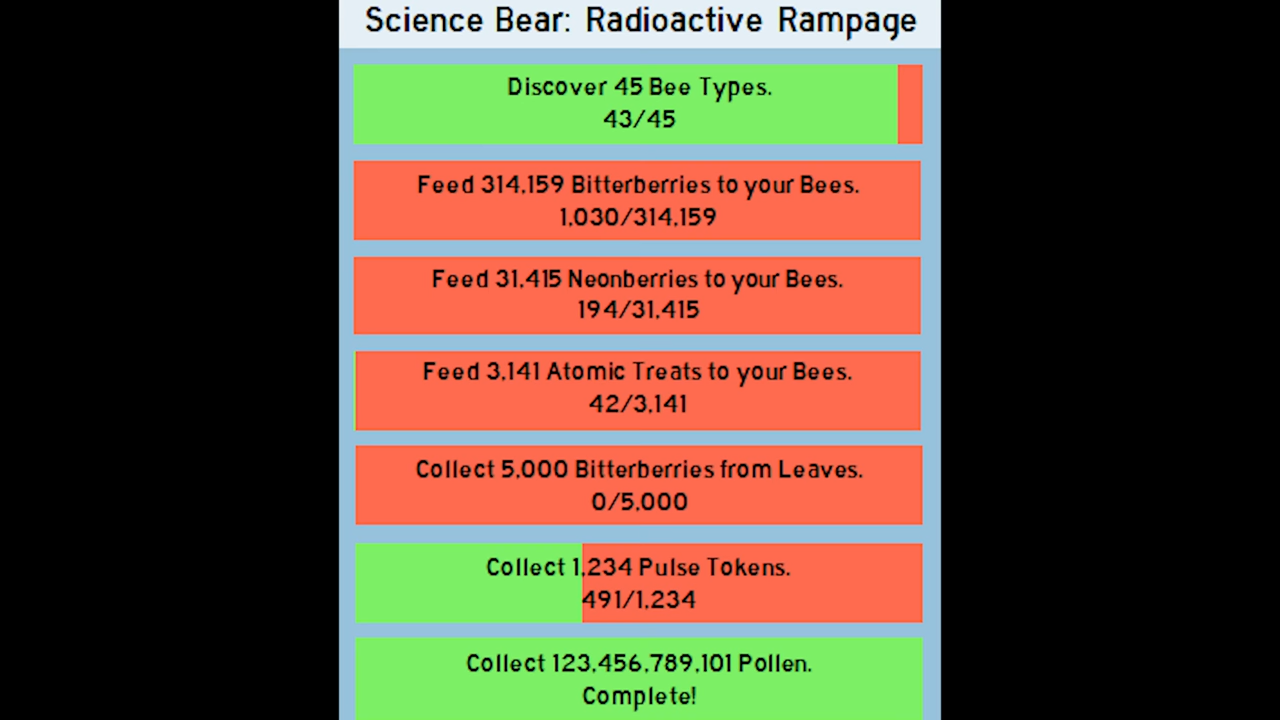 Science Bear: Radioactive Rampage
Discover 45 Bee Types.
43/45
Feed 314,159 Bitterberries to your Bees.
1,030/314,159
Feed 31,415 Neonberries to your Bees.
194/31,415
Feed 3,141 Atomic Treats to your Bees.
42/3,141
Collect 5,000 Bitterberries from Leaves.
0/5,000
Collect 1,234 Pulse Tokens.
491/1,234
Collect 123,456,789,101 Pollen.
Complete!